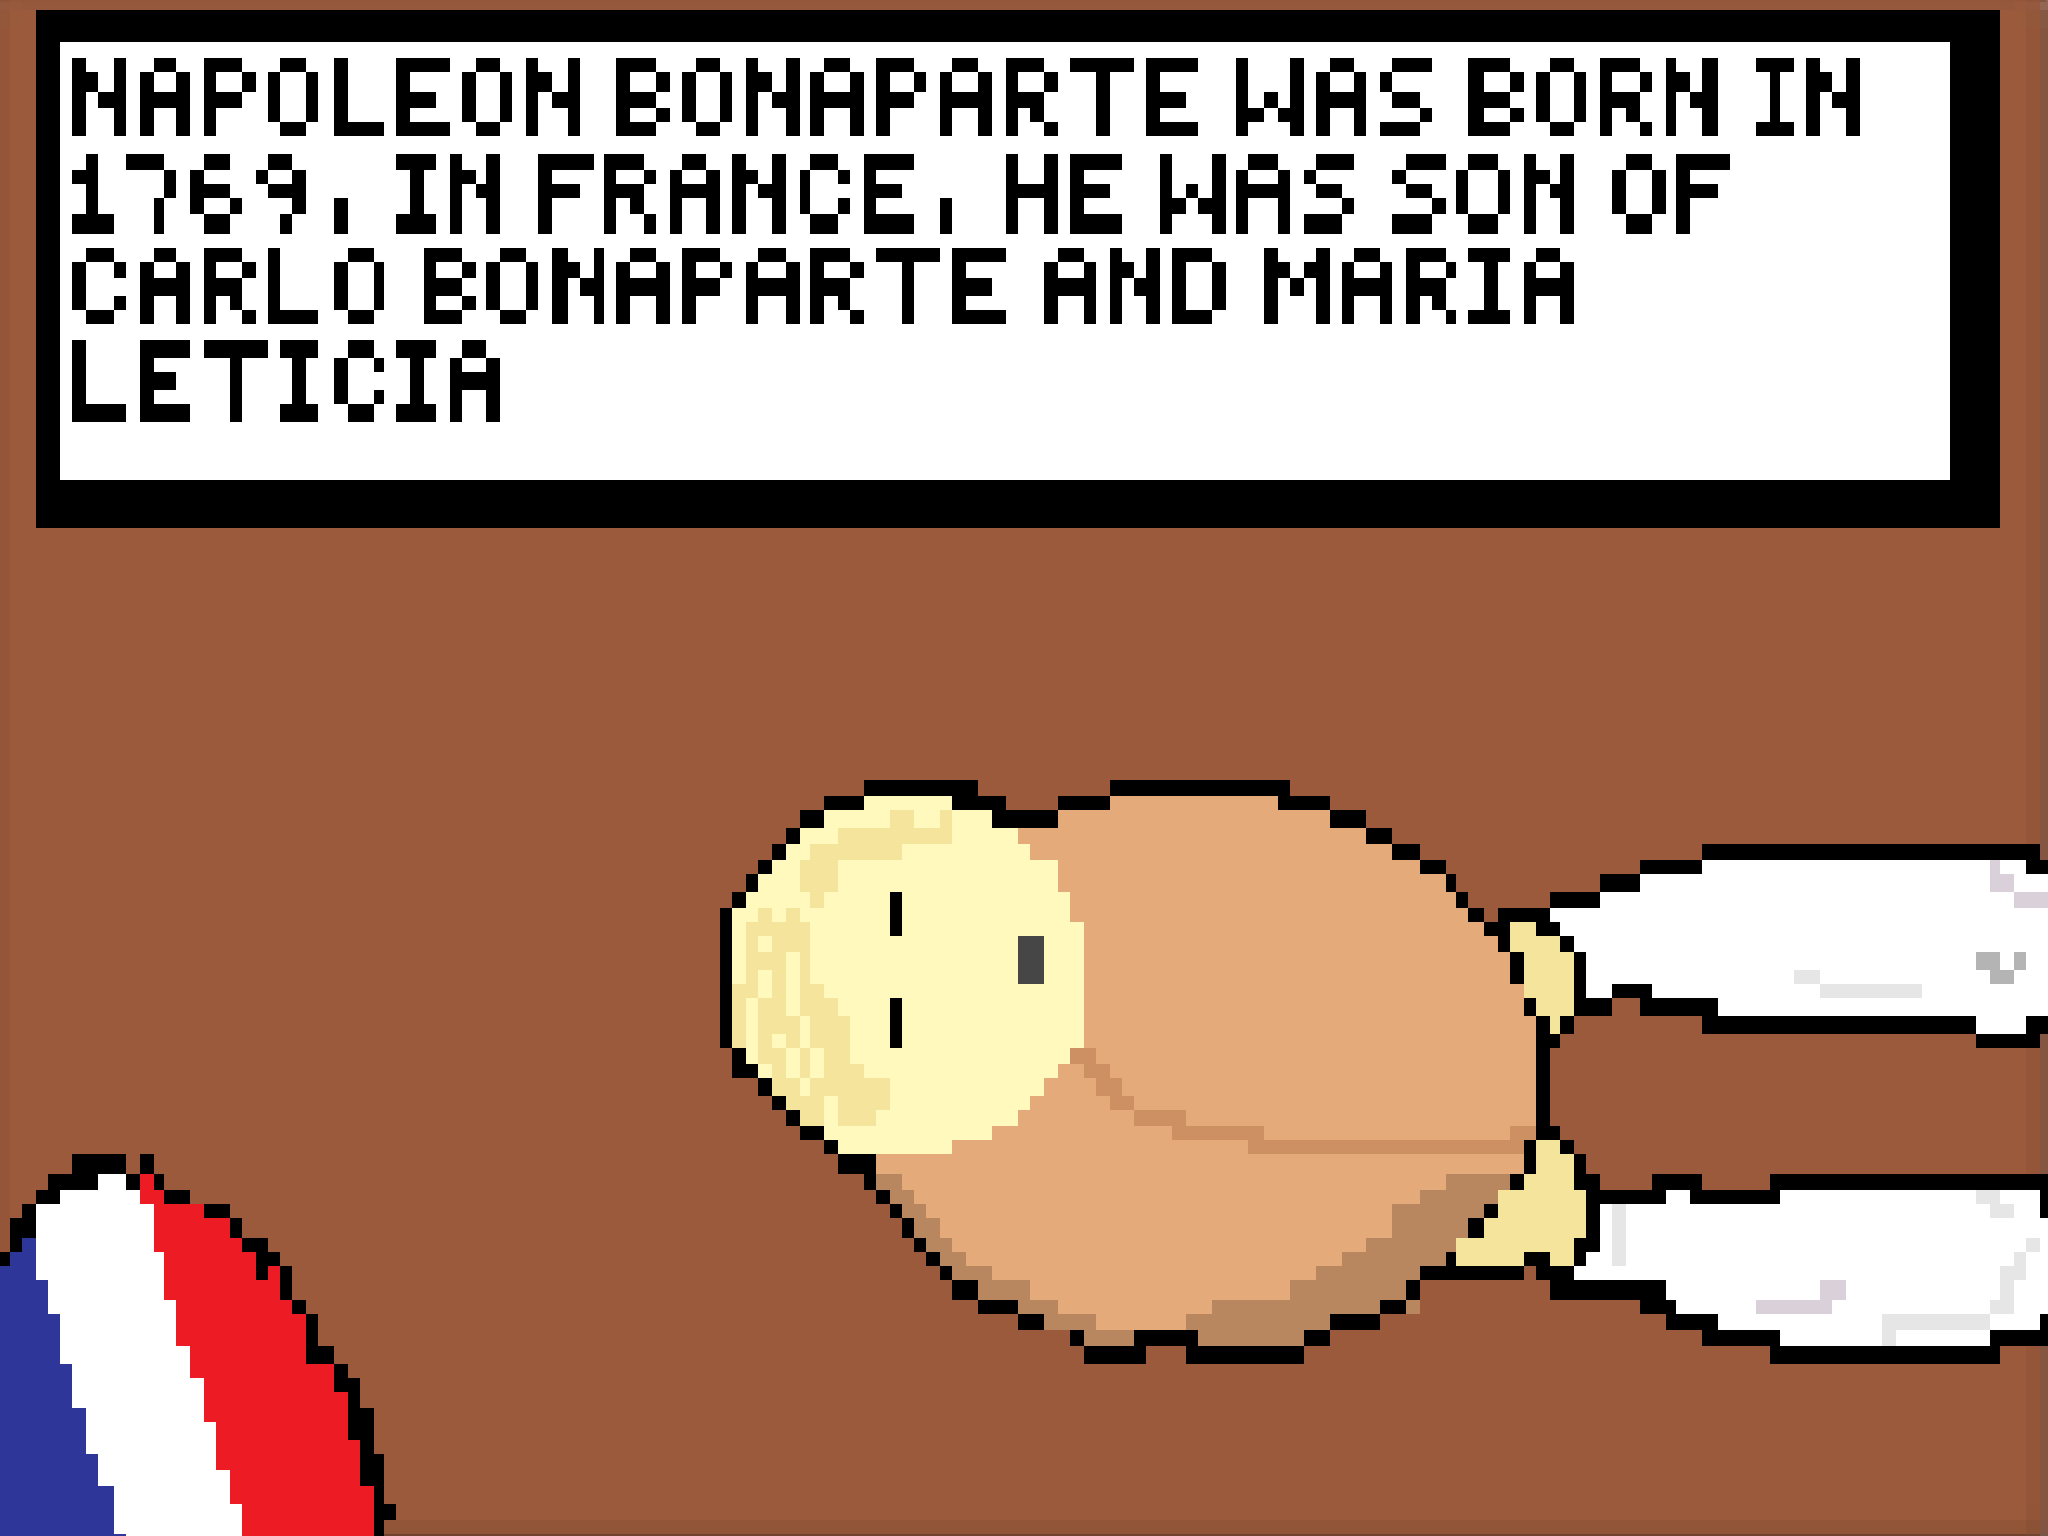 NAPOLEON BONAPARTE WAS BORN IN
1769, IN FRANCE, HE WAS SON OF
CARLO BONAPARTE AND MARIA
LETICIA